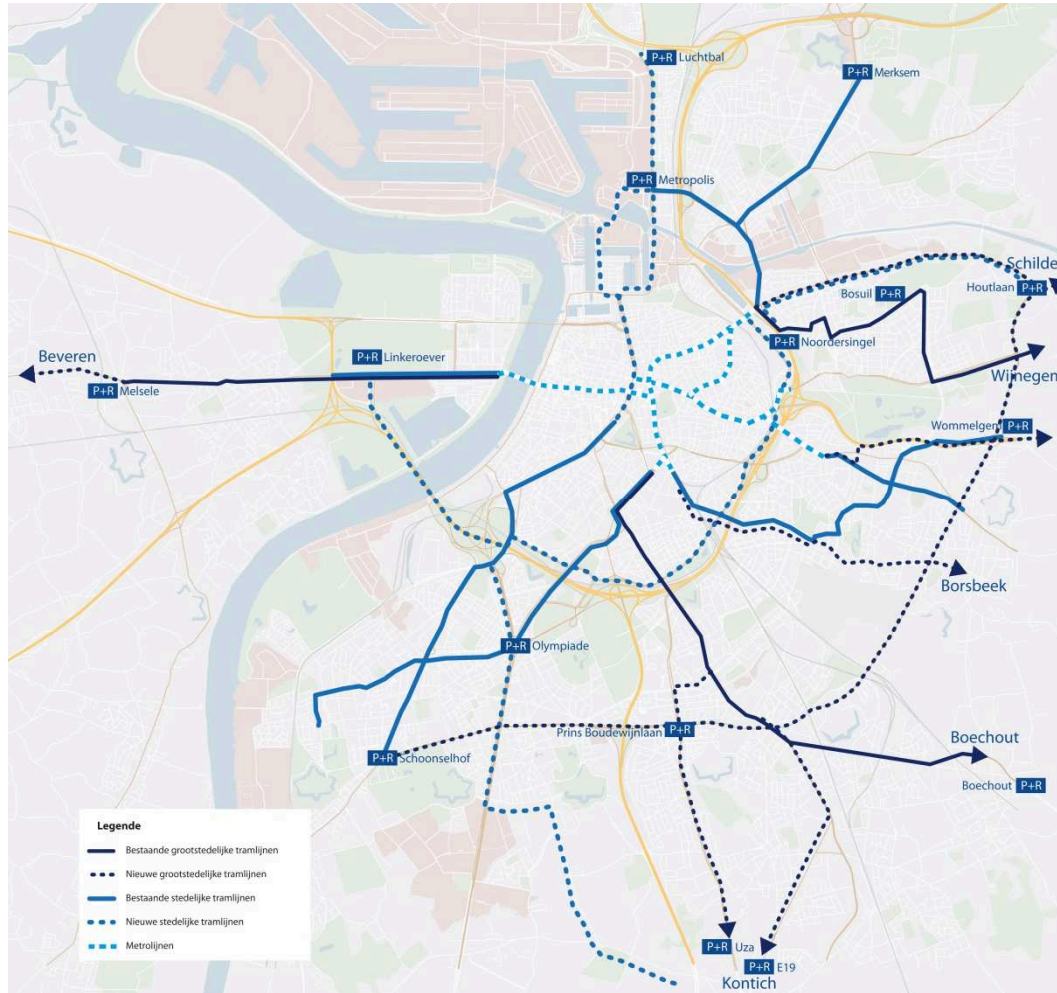 P+R Luchtbal
P+R Merksem
P+R Metropolis
Schilde
Houtlaan P+R
Bosuil P+R
P+R Noordersingel
P+R Linkeroever
Beveren
P+R Melsele
Wijnegem
Wommelgem P+R
Borsbeek
P+R Olympiade
Prins Boudewijnlaan P+R
Boechout
P+R Schoonselhof
Boechout P+R
Legende
Bestaande grootstedelijke tramlijnen
Nieuwe grootstedelijke tramlijnen
Bestaande stedelijke tramlijnen
Nieuwe stedelijke tramlijnen
Metrolijnen
P+R Uza
P+R E19
Kontich